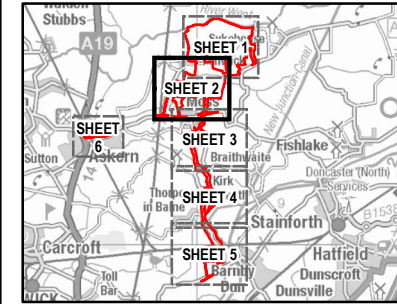 Stubbs
River Went
A19
SHEET 1
SHEET 2
Moss
SHEET
6
Sutton
Askern
14
SHEET 3
Braithwaite
New Junction Canal
Fishlake
Doncaster (North)
Services
Kirk
Thorpe
in Balne
SHEET 4
Stainforth
Carcroft
SHEET 5
Barnby
Dun
Hatfield
Dunscroft
Dunsville
Toll
Bar